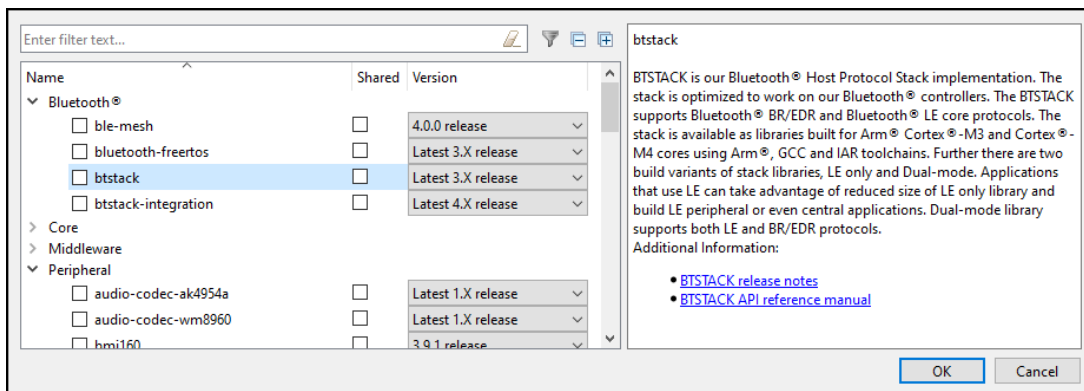 Enter filter text...
Name Shared Version
Bluetooth®
ble-mesh 4.0.0 release
bluetooth-freertos Latest 3.X release
btstack Latest 3.X release
btstack-integration Latest 4.X release
Core
Middleware
Peripheral
audio-codec-ak4954a Latest 1.X release
audio-codec-wm8960 Latest 1.X release
bmi160 3.9.1 release
btstack
BTSTACK is our Bluetooth® Host Protocol Stack implementation. The
stack is optimized to work on our Bluetooth® controllers. The BTSTACK
supports Bluetooth® BR/EDR and Bluetooth® LE core protocols. The
stack is available as libraries built for Arm® Cortex®-M3 and Cortex®-
M4 cores using Arm®, GCC and IAR toolchains. Further there are two
build variants of stack libraries, LE only and Dual-mode. Applications
that use LE can take advantage of reduced size of LE only library and
build LE peripheral or even central applications. Dual-mode library
supports both LE and BR/EDR protocols.
Additional Information:
• BTSTACK release notes
• BTSTACK API reference manual
OK Cancel